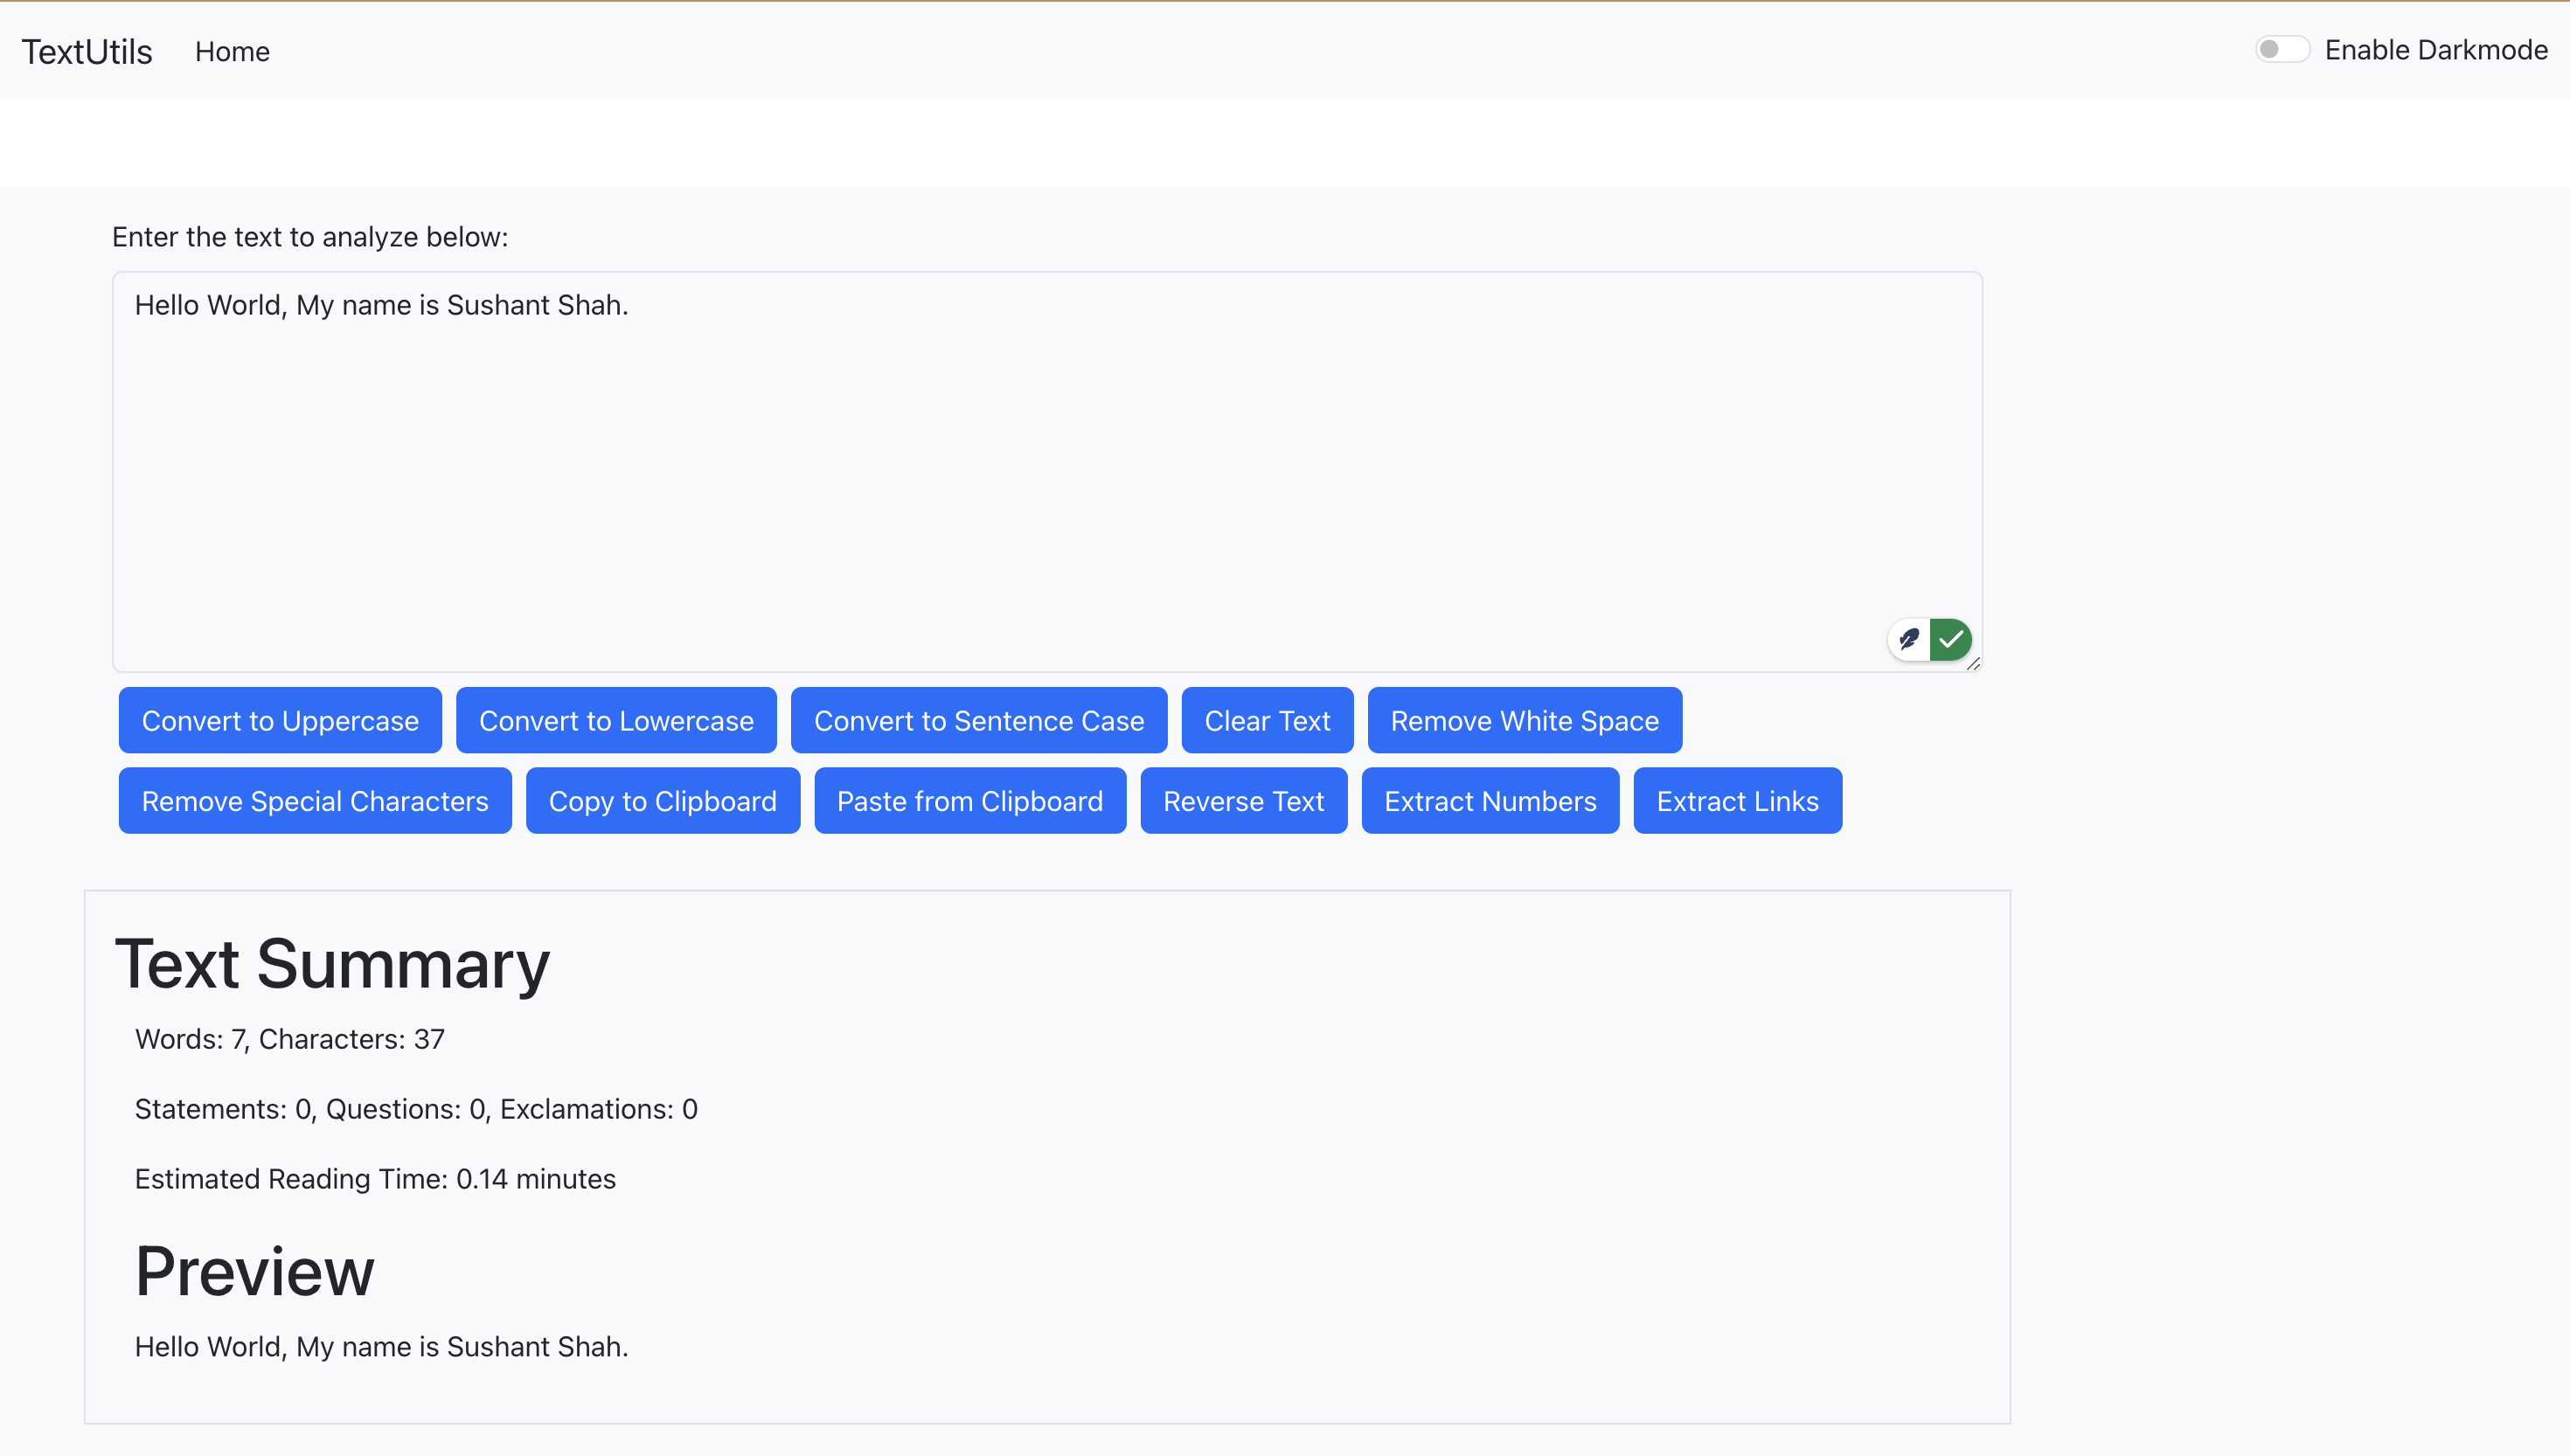 TextUtils Home Enable Darkmode
Enter the text to analyze below:
Hello World, My name is Sushant Shah.
Convert to Uppercase Convert to Lowercase Convert to Sentence Case Clear Text Remove White Space
Remove Special Characters Copy to Clipboard Paste from Clipboard Reverse Text Extract Numbers Extract Links
Text Summary
Words: 7, Characters: 37
Statements: 0, Questions: 0, Exclamations: 0
Estimated Reading Time: 0.14 minutes
Preview
Hello World, My name is Sushant Shah.